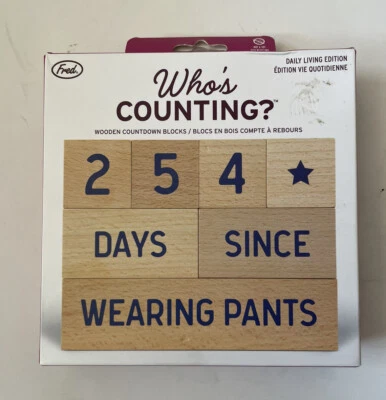 Fred.
DAILY LIVING EDITION
ÉDITION VIE QUOTIDIENNE
Who's
COUNTING?™
WOODEN COUNTDOWN BLOCKS / BLOCS EN BOIS COMPTE À REBOURS
2 5 4 ★
DAYS SINCE
WEARING PANTS